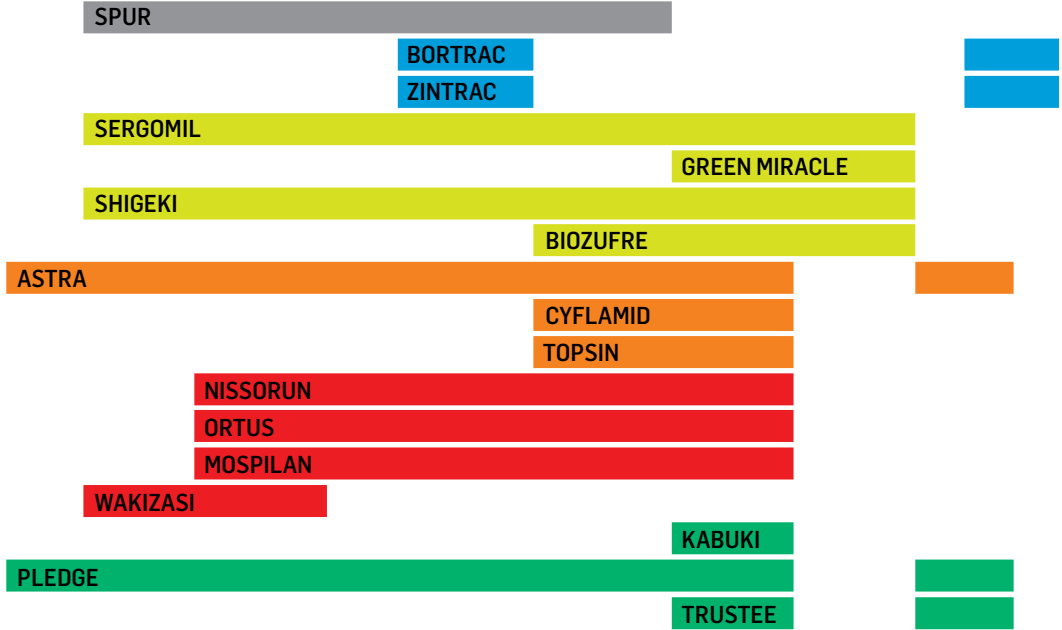 SPUR
BORTRAC
ZINTRAC
SERGOMIL
GREEN MIRACLE
SHIGEKI
BIOZUFRE
ASTRA
CYFLAMID
TOPSIN
NISSORUN
ORTUS
MOSPILAN
WAKIZASI
KABUKI
PLEDGE
TRUSTEE